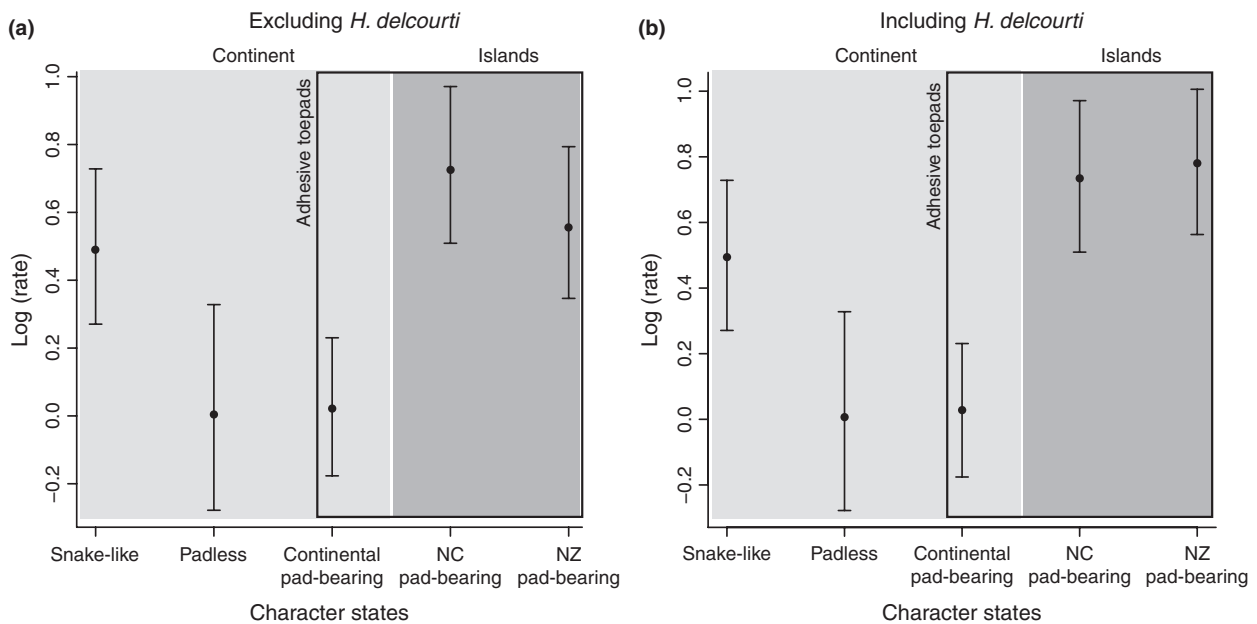 (a)
Excluding H. delcourti
Continent
Islands
Adhesive toepads
Log (rate)
1.0
0.8
0.6
0.4
0.2
0.0
−0.2
Snake-like
Padless
Continental
pad-bearing
NC
pad-bearing
NZ
pad-bearing
Character states
(b)
Including H. delcourti
Continent
Islands
Adhesive toepads
Log (rate)
1.0
0.8
0.6
0.4
0.2
0.0
−0.2
Snake-like
Padless
Continental
pad-bearing
NC
pad-bearing
NZ
pad-bearing
Character states